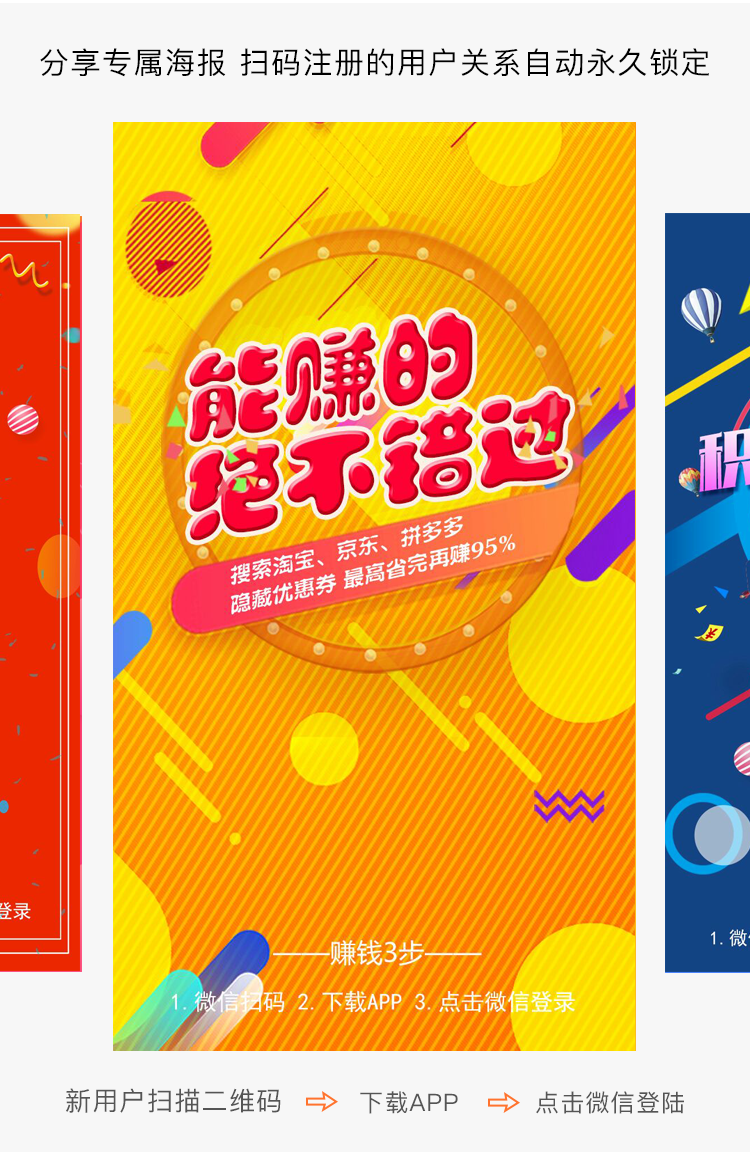 分享专属海报 扫码注册的用户关系自动永久锁定
能赚的
绝不错过
搜索淘宝、京东、拼多多
隐藏优惠券 最高省完再赚95%
积
登录
赚钱3步
1. 微
1. 微信扫码 2. 下载APP 3. 点击微信登录
新用户扫描二维码 下载APP 点击微信登陆